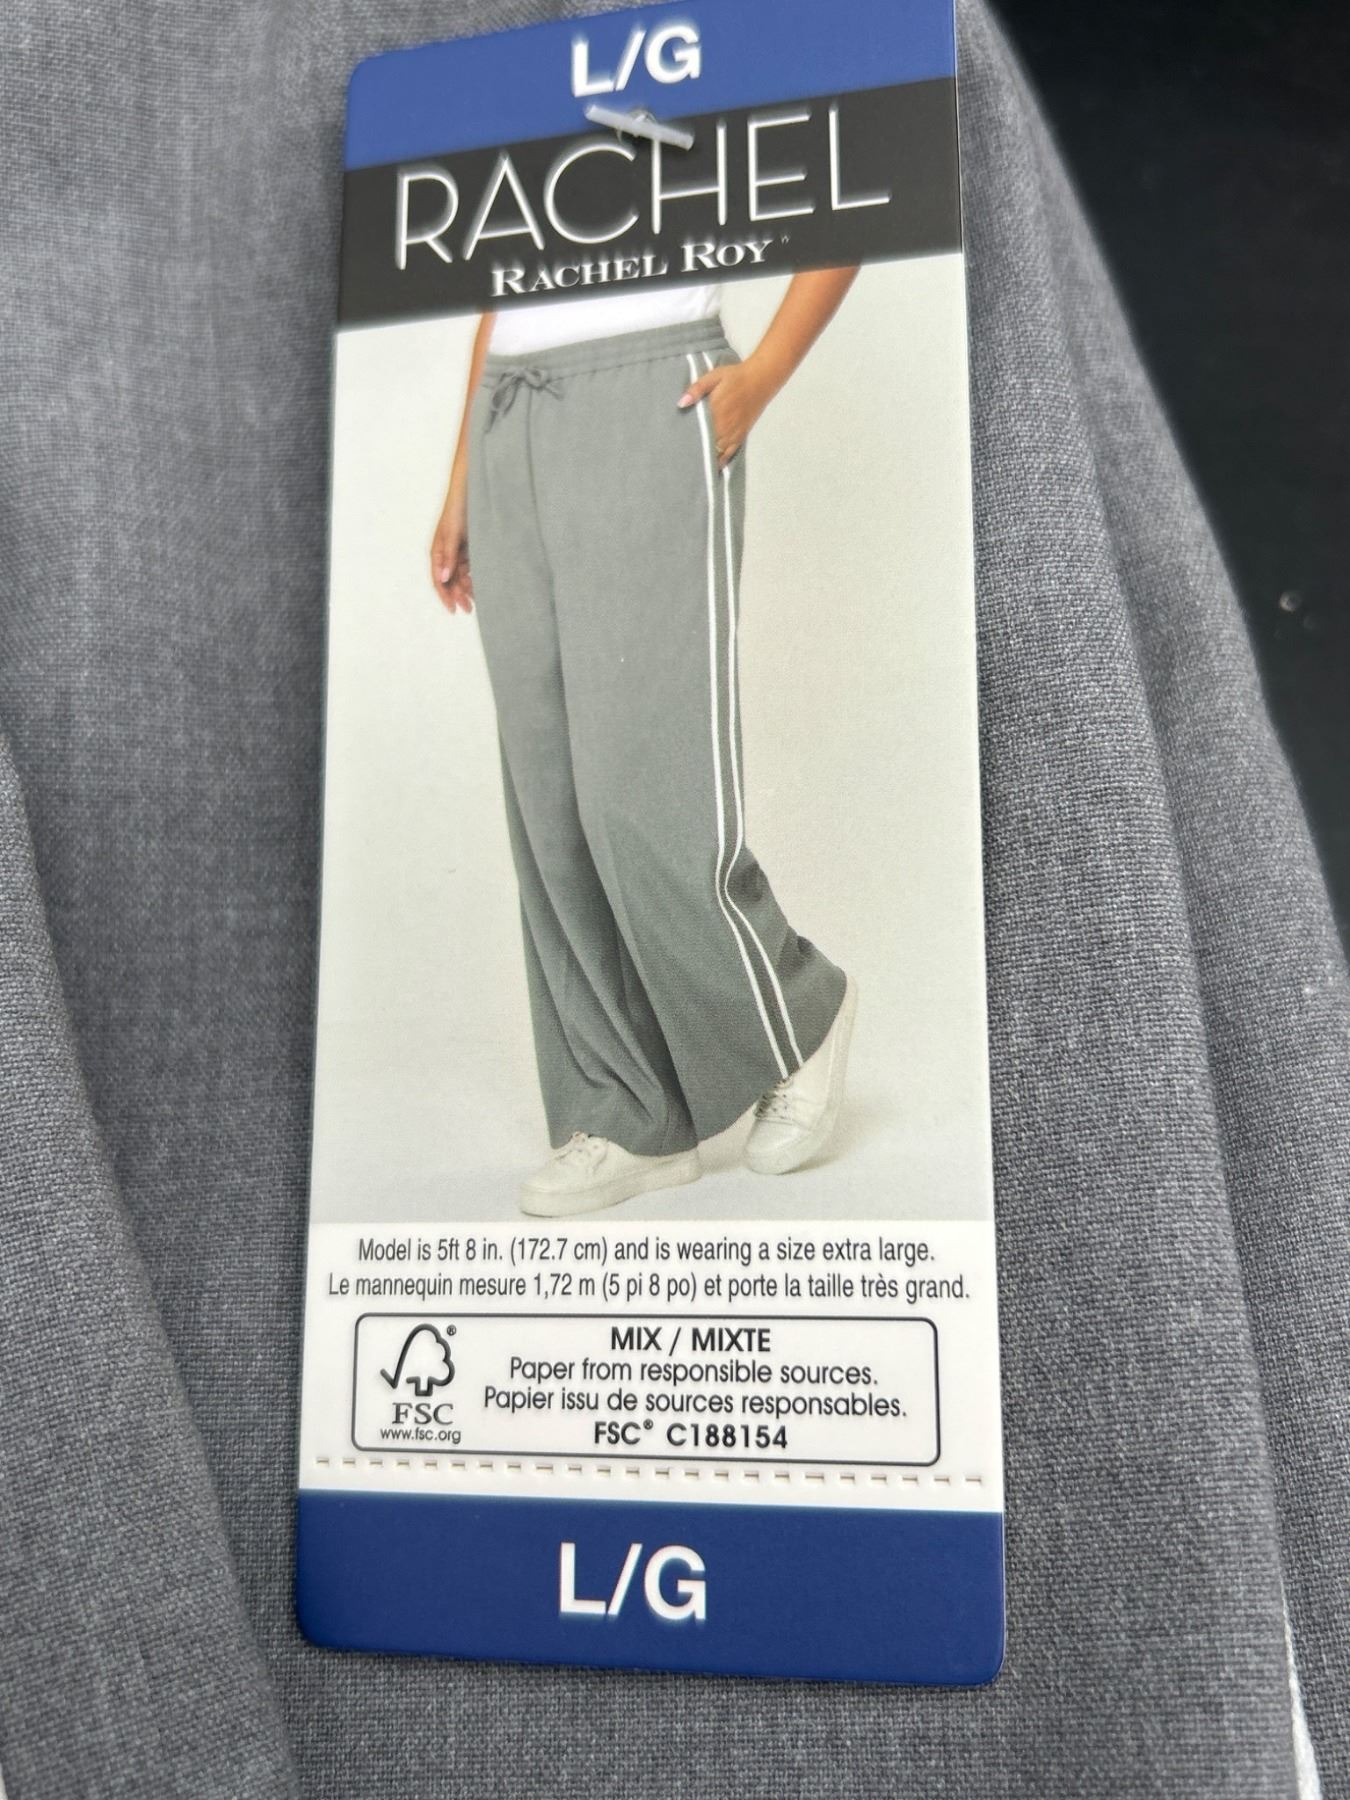 L/G
RACHEL
RACHEL ROY
Model is 5ft 8 in. (172.7 cm) and is wearing a size extra large.
Le mannequin mesure 1,72 m (5 pi 8 po) et porte la taille très grand.
MIX / MIXTE
Paper from responsible sources.
Papier issu de sources responsables.
FSC® C188154
®
FSC
www.fsc.org
L/G